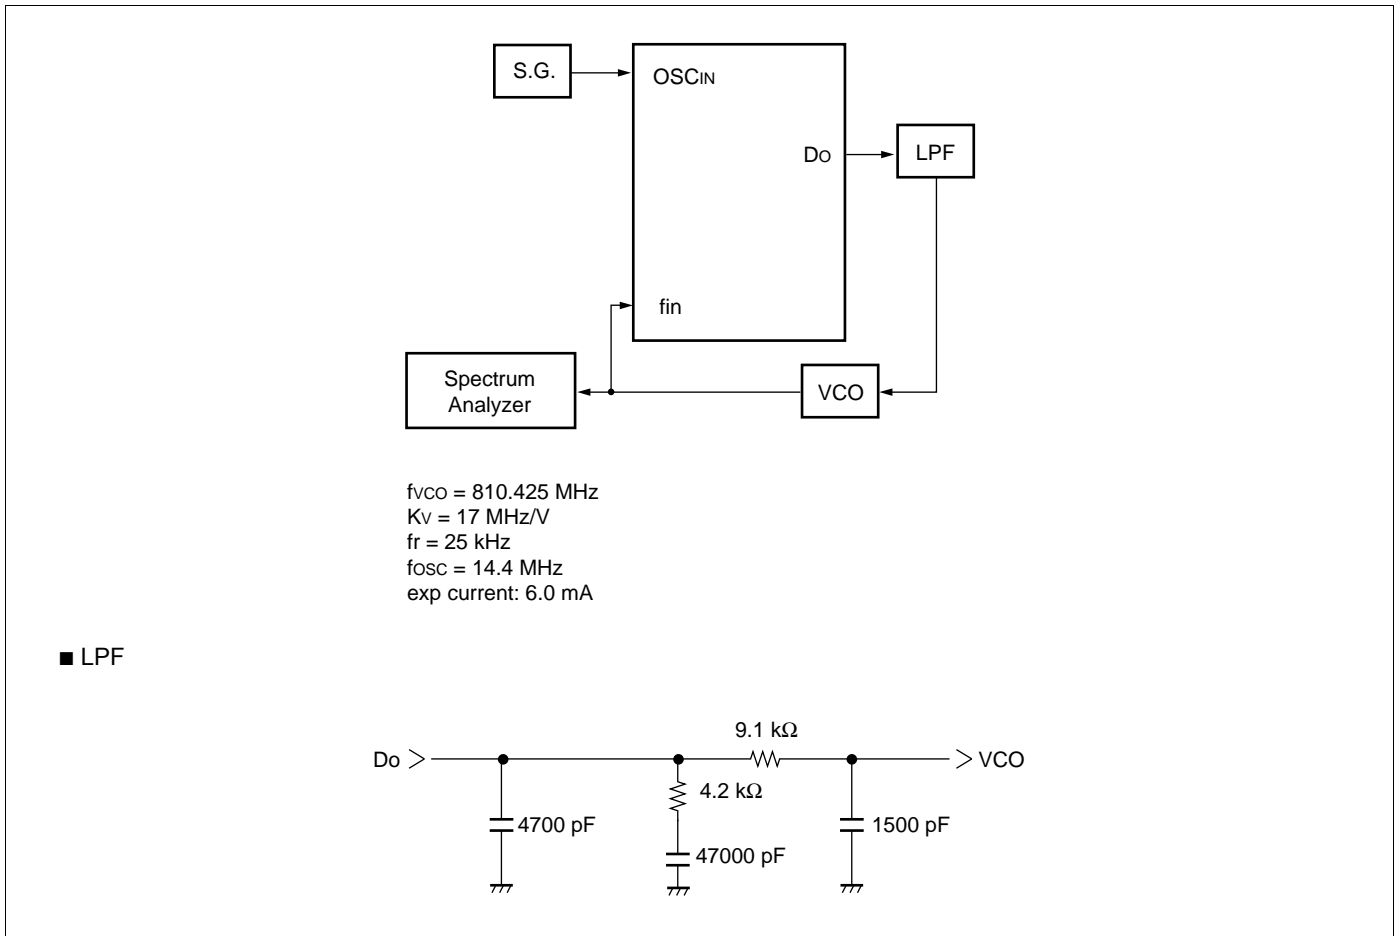 S.G.
OSCIN
Do
LPF
fin
Spectrum
Analyzer
VCO
fVCO = 810.425 MHz
KV = 17 MHz/V
fr = 25 kHz
fOSC = 14.4 MHz
exp current: 6.0 mA
■ LPF
9.1 kΩ
Do
VCO
4.2 kΩ
4700 pF
1500 pF
47000 pF